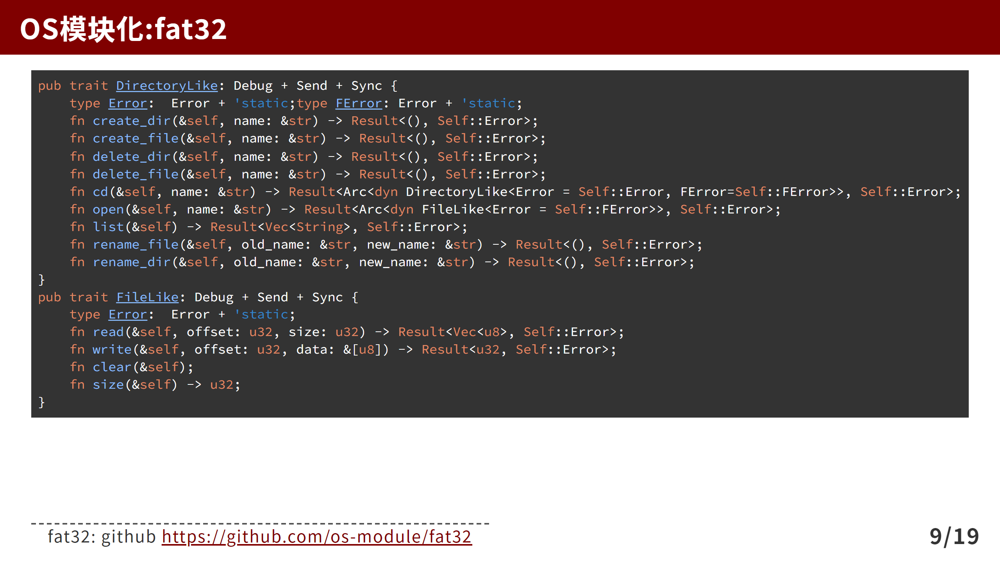 OS模块化:fat32
pub trait DirectoryLike: Debug + Send + Sync {
    type Error:  Error + 'static;type FError: Error + 'static;
    fn create_dir(&self, name: &str) -> Result<(), Self::Error>;
    fn create_file(&self, name: &str) -> Result<(), Self::Error>;
    fn delete_dir(&self, name: &str) -> Result<(), Self::Error>;
    fn delete_file(&self, name: &str) -> Result<(), Self::Error>;
    fn cd(&self, name: &str) -> Result<Arc<dyn DirectoryLike<Error = Self::Error, FError=Self::FError>>, Self::Error>;
    fn open(&self, name: &str) -> Result<Arc<dyn FileLike<Error = Self::FError>>, Self::Error>;
    fn list(&self) -> Result<Vec<String>, Self::Error>;
    fn rename_file(&self, old_name: &str, new_name: &str) -> Result<(), Self::Error>;
    fn rename_dir(&self, old_name: &str, new_name: &str) -> Result<(), Self::Error>;
}
pub trait FileLike: Debug + Send + Sync {
    type Error:  Error + 'static;
    fn read(&self, offset: u32, size: u32) -> Result<Vec<u8>, Self::Error>;
    fn write(&self, offset: u32, data: &[u8]) -> Result<u32, Self::Error>;
    fn clear(&self);
    fn size(&self) -> u32;
}
fat32: github https://github.com/os-module/fat32
9/19